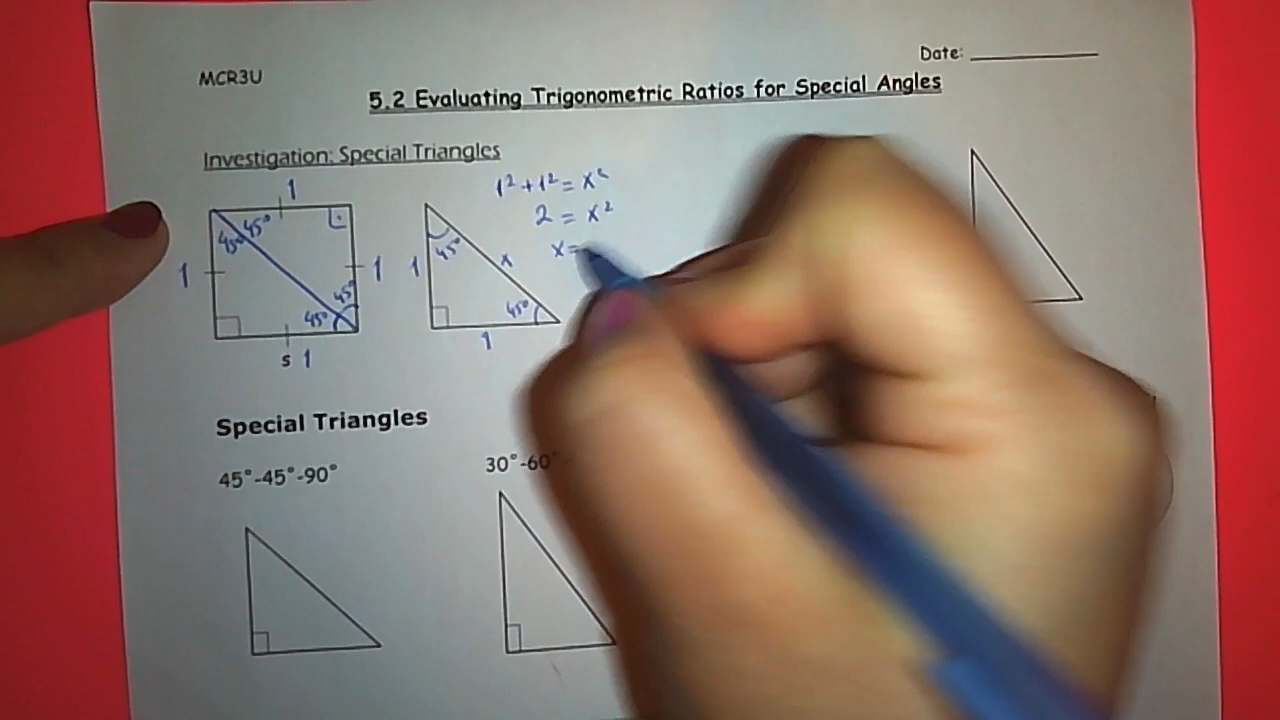 MCR3U
Date:
5.2 Evaluating Trigonometric Ratios for Special Angles
Investigation: Special Triangles
1
45° 45°
1
1
45°
45°
s 1
45°
1
x
45°
1
1² + 1² = x²
2 = x²
x =
Special Triangles
45°-45°-90°
30°-60°